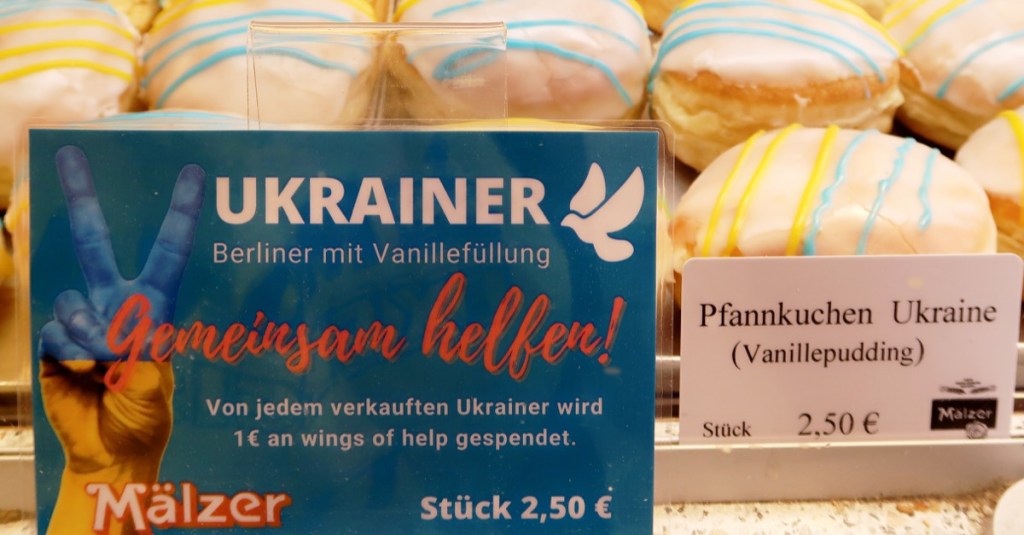 UKRAINER
Berliner mit Vanillefüllung
Gemeinsam helfen!
Von jedem verkauften Ukrainer wird
1€ an wings of help gespendet.
Mälzer
Stück 2,50 €
Pfannkuchen Ukraine
(Vanillepudding)
Mälzer
Stück 2,50 €